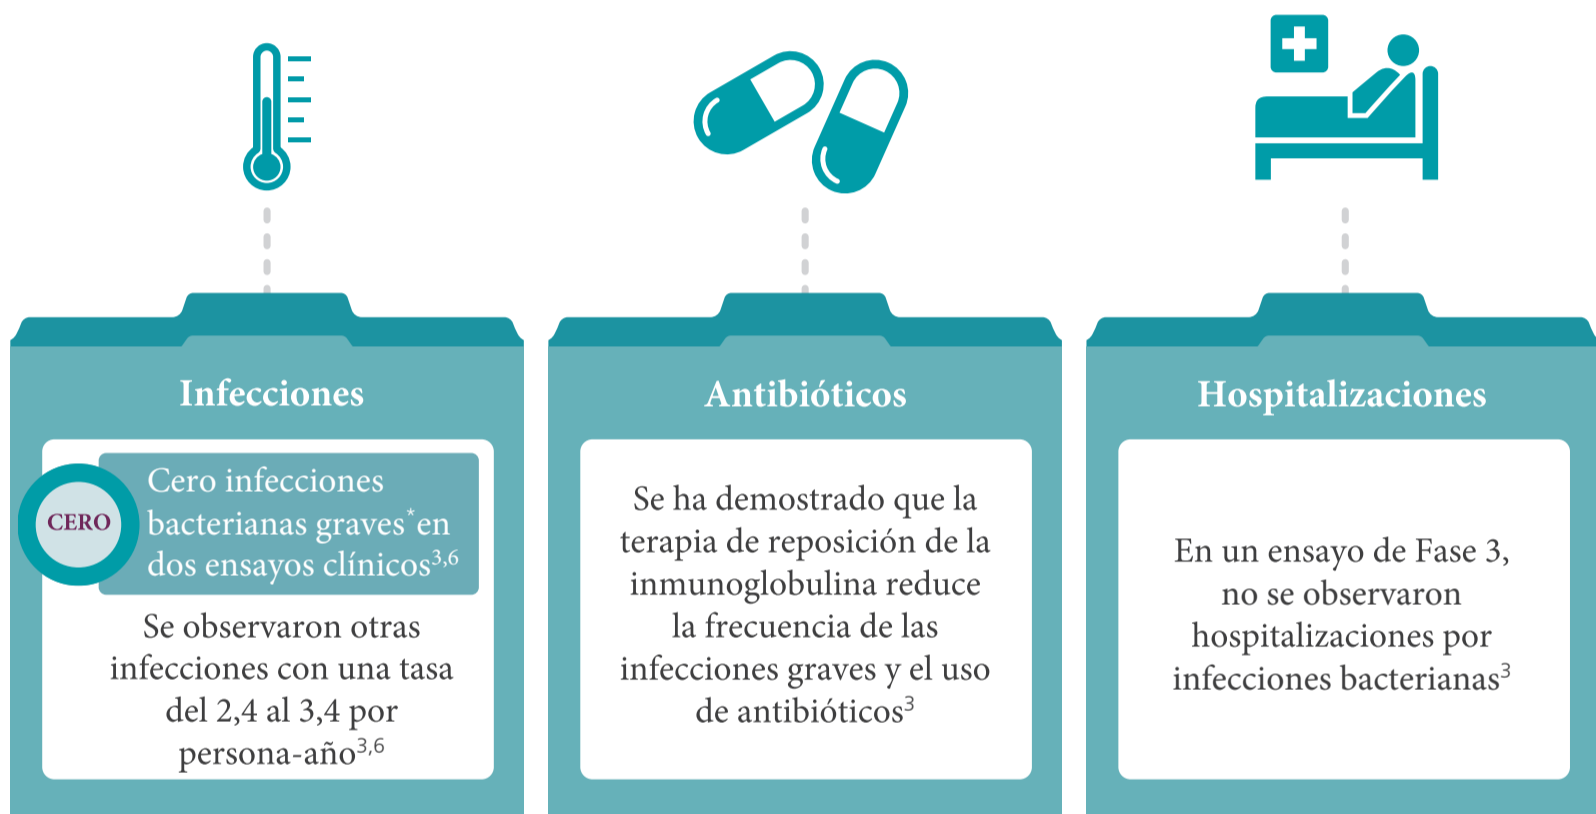 Infecciones
CERO
Cero infecciones
bacterianas graves* en
dos ensayos clínicos3,6
Se observaron otras
infecciones con una tasa
del 2,4 al 3,4 por
persona-año3,6
Antibióticos
Se ha demostrado que la
terapia de reposición de la
inmunoglobulina reduce
la frecuencia de las
infecciones graves y el uso
de antibióticos3
Hospitalizaciones
En un ensayo de Fase 3,
no se observaron
hospitalizaciones por
infecciones bacterianas3